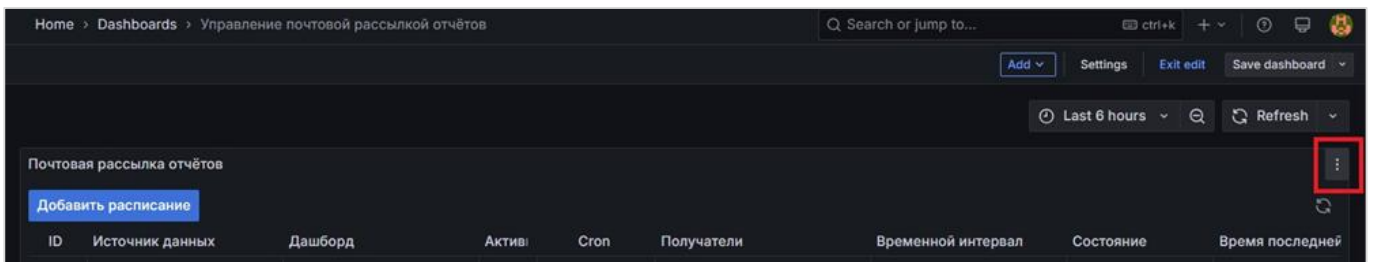 Home > Dashboards > Управление почтовой рассылкой отчётов Search or jump to... ctrl+k
Add Settings Exit edit Save dashboard
Last 6 hours Refresh
Почтовая рассылка отчётов
Добавить расписание
ID Источник данных Дашборд Актив Cron Получатели Временной интервал Состояние Время последней